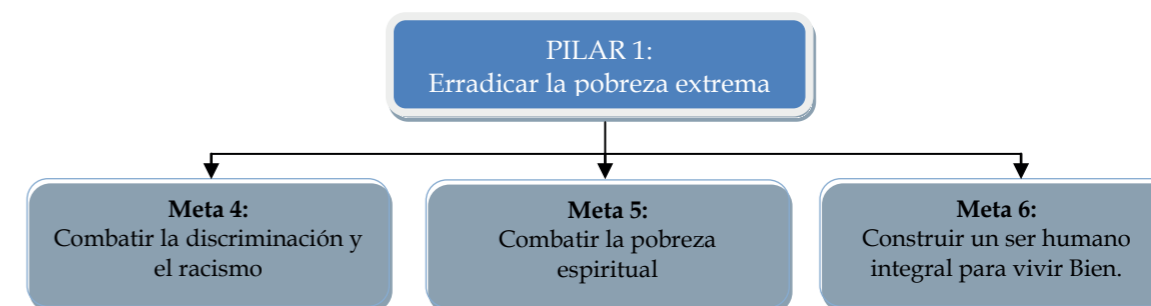 PILAR 1:
Erradicar la pobreza extrema
Meta 4:
Combatir la discriminación y
el racismo
Meta 5:
Combatir la pobreza
espiritual
Meta 6:
Construir un ser humano
integral para vivir Bien.